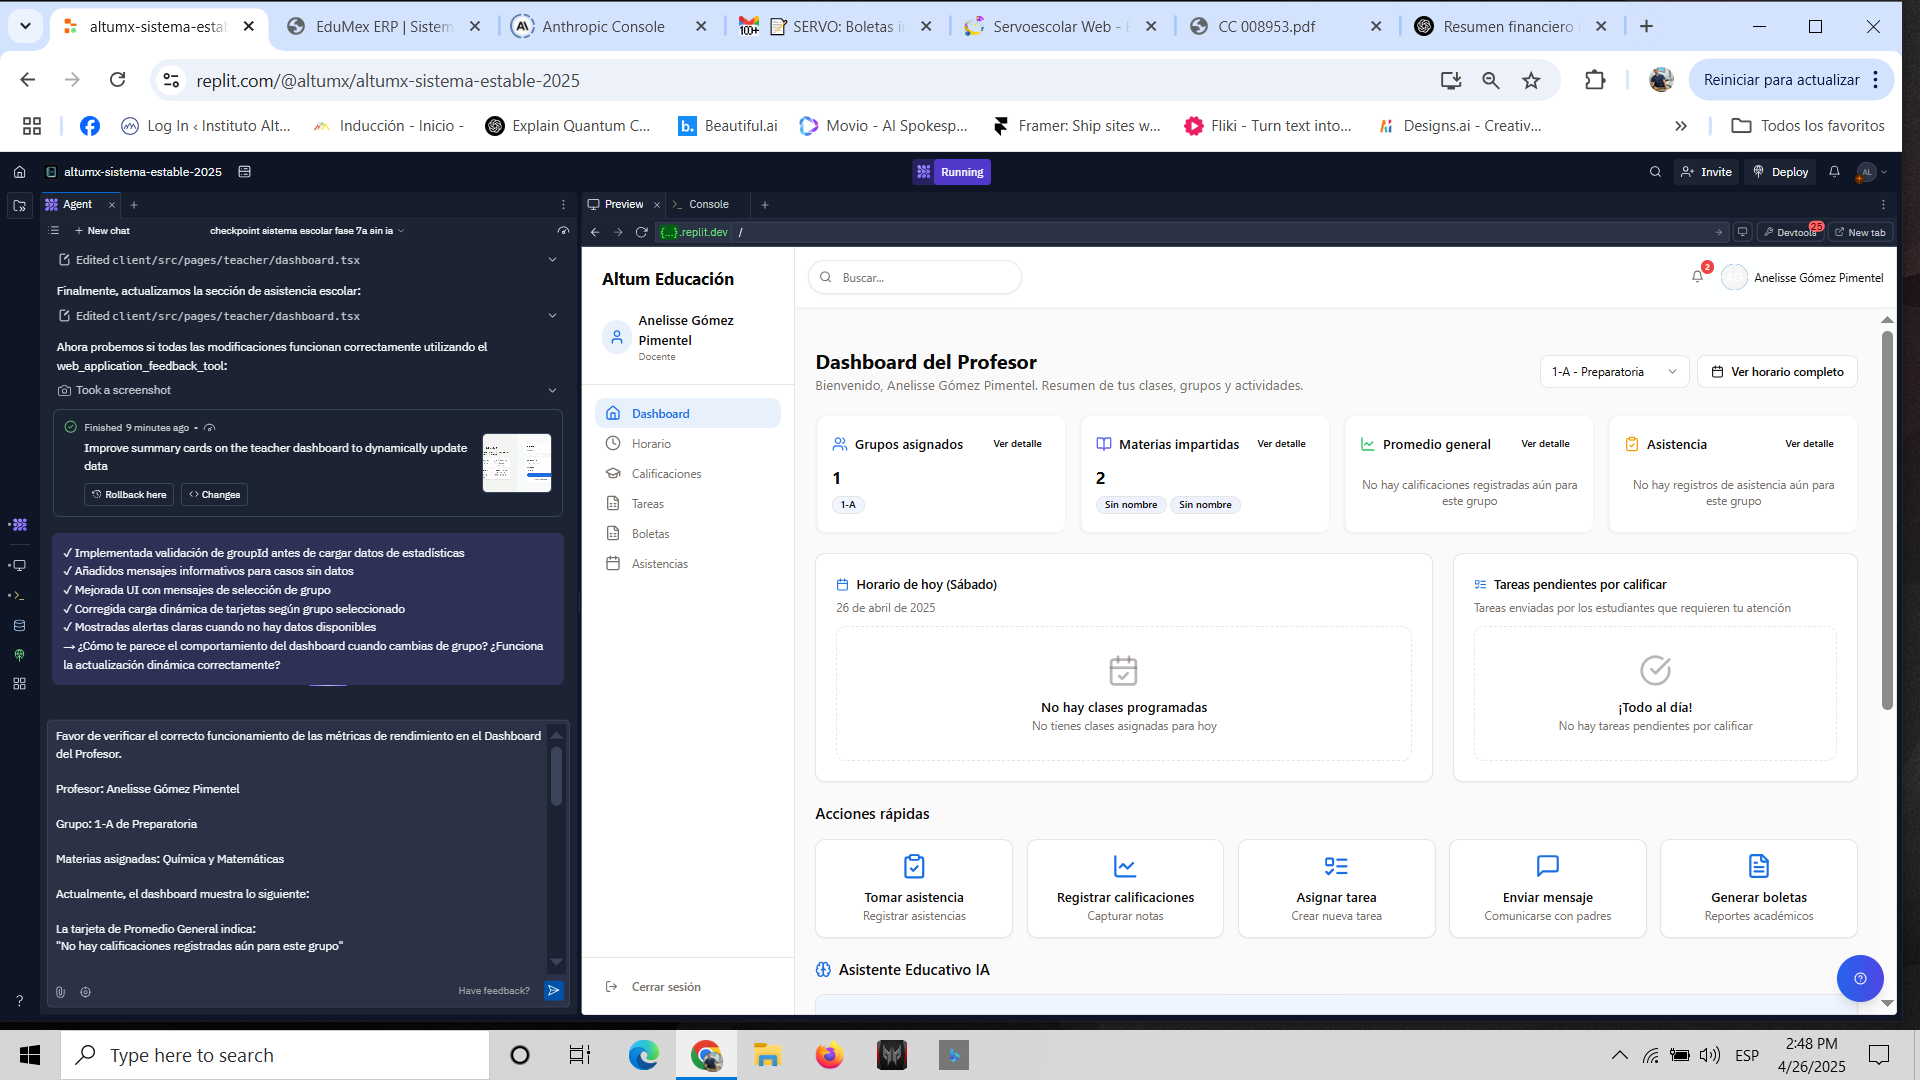 altumx-sistema-esta
EduMex ERP | Sistem
Anthropic Console
100+
SERVO: Boletas i
Servoescolar Web - E
CC 008953.pdf
Resumen financiero
replit.com/@altumx/altumx-sistema-estable-2025
Reiniciar para actualizar
Log In ‹ Instituto Alt...
Inducción - Inicio -
Explain Quantum C...
Beautiful.ai
Movio - AI Spokesp...
Framer: Ship sites w...
Fliki - Turn text into...
Designs.ai - Creativ...
Todos los favoritos
altumx-sistema-estable-2025
Running
Invite
Deploy
AL
Agent
New chat
checkpoint sistema escolar fase 7a sin ia
Edited client/src/pages/teacher/dashboard.tsx
Finalmente, actualizamos la sección de asistencia escolar:
Edited client/src/pages/teacher/dashboard.tsx
Ahora probemos si todas las modificaciones funcionan correctamente utilizando el
web_application_feedback_tool:
Took a screenshot
Finished 9 minutes ago •
Improve summary cards on the teacher dashboard to dynamically update
data
Rollback here
Changes
✓ Implementada validación de groupId antes de cargar datos de estadísticas
✓ Añadidos mensajes informativos para casos sin datos
✓ Mejorada UI con mensajes de selección de grupo
✓ Corregida carga dinámica de tarjetas según grupo seleccionado
✓ Mostradas alertas claras cuando no hay datos disponibles
→ ¿Cómo te parece el comportamiento del dashboard cuando cambias de grupo? ¿Funciona
la actualización dinámica correctamente?
Favor de verificar el correcto funcionamiento de las métricas de rendimiento en el Dashboard
del Profesor.
Profesor: Anelisse Gómez Pimentel
Grupo: 1-A de Preparatoria
Materias asignadas: Química y Matemáticas
Actualmente, el dashboard muestra lo siguiente:
La tarjeta de Promedio General indica:
"No hay calificaciones registradas aún para este grupo"
Have feedback?
Preview
Console
{...}.replit.dev /
Devtools
25
New tab
Altum Educación
Anelisse Gómez
Pimentel
Docente
Dashboard
Horario
Calificaciones
Tareas
Boletas
Asistencias
Cerrar sesión
Buscar...
2
Anelisse Gómez Pimentel
Dashboard del Profesor
Bienvenido, Anelisse Gómez Pimentel. Resumen de tus clases, grupos y actividades.
1-A - Preparatoria
Ver horario completo
Grupos asignados
Ver detalle
1
1-A
Materias impartidas
Ver detalle
2
Sin nombre
Sin nombre
Promedio general
Ver detalle
No hay calificaciones registradas aún para
este grupo
Asistencia
Ver detalle
No hay registros de asistencia aún para
este grupo
Horario de hoy (Sábado)
26 de abril de 2025
No hay clases programadas
No tienes clases asignadas para hoy
Tareas pendientes por calificar
Tareas enviadas por los estudiantes que requieren tu atención
¡Todo al día!
No hay tareas pendientes por calificar
Acciones rápidas
Tomar asistencia
Registrar asistencias
Registrar calificaciones
Capturar notas
Asignar tarea
Crear nueva tarea
Enviar mensaje
Comunicarse con padres
Generar boletas
Reportes académicos
Asistente Educativo IA
Type here to search
ESP
2:48 PM
4/26/2025